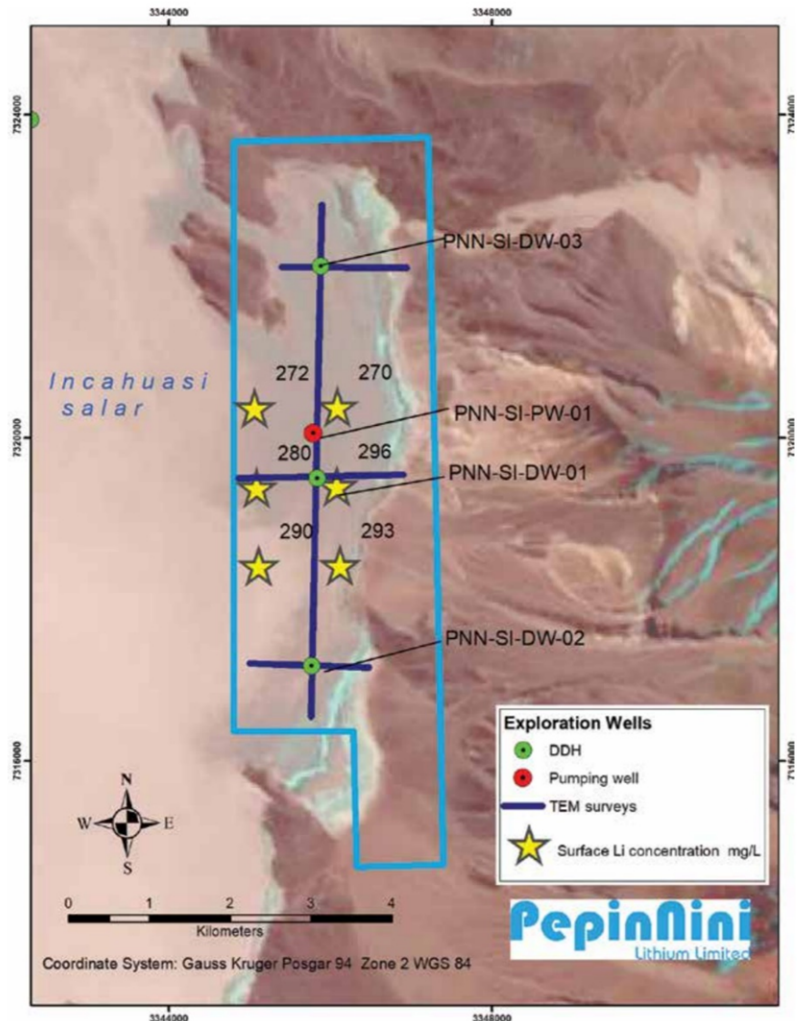 3344000
3348000
7324000
7324000
PNN-SI-DW-03
Incahuasi
salar
272
270
PNN-SI-PW-01
7320000
7320000
280
296
PNN-SI-DW-01
290
293
PNN-SI-DW-02
Exploration Wells
DDH
Pumping well
TEM surveys
Surface Li concentration mg/L
7316000
7316000
N
W
E
S
0
1
2
3
4
Kilometers
PepinNini
Lithium Limited
Coordinate System: Gauss Kruger Posgar 94 Zone 2 WGS 84
3344000
3348000